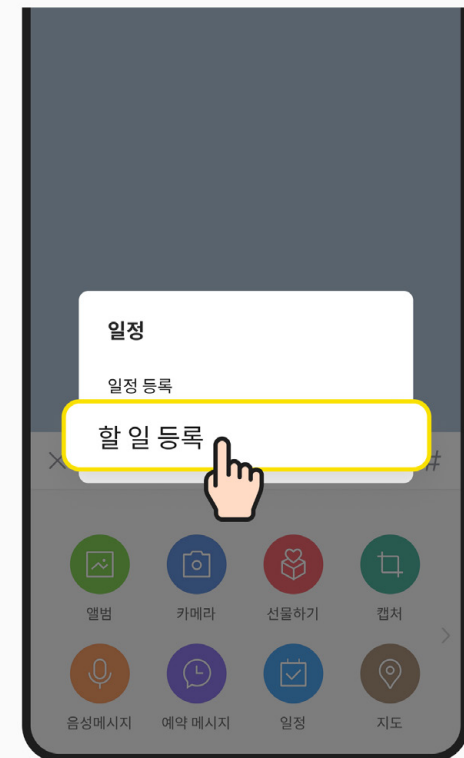 일정
일정 등록
할 일 등록
#
앨범 카메라 선물하기 캡처
음성메시지 예약 메시지 일정 지도